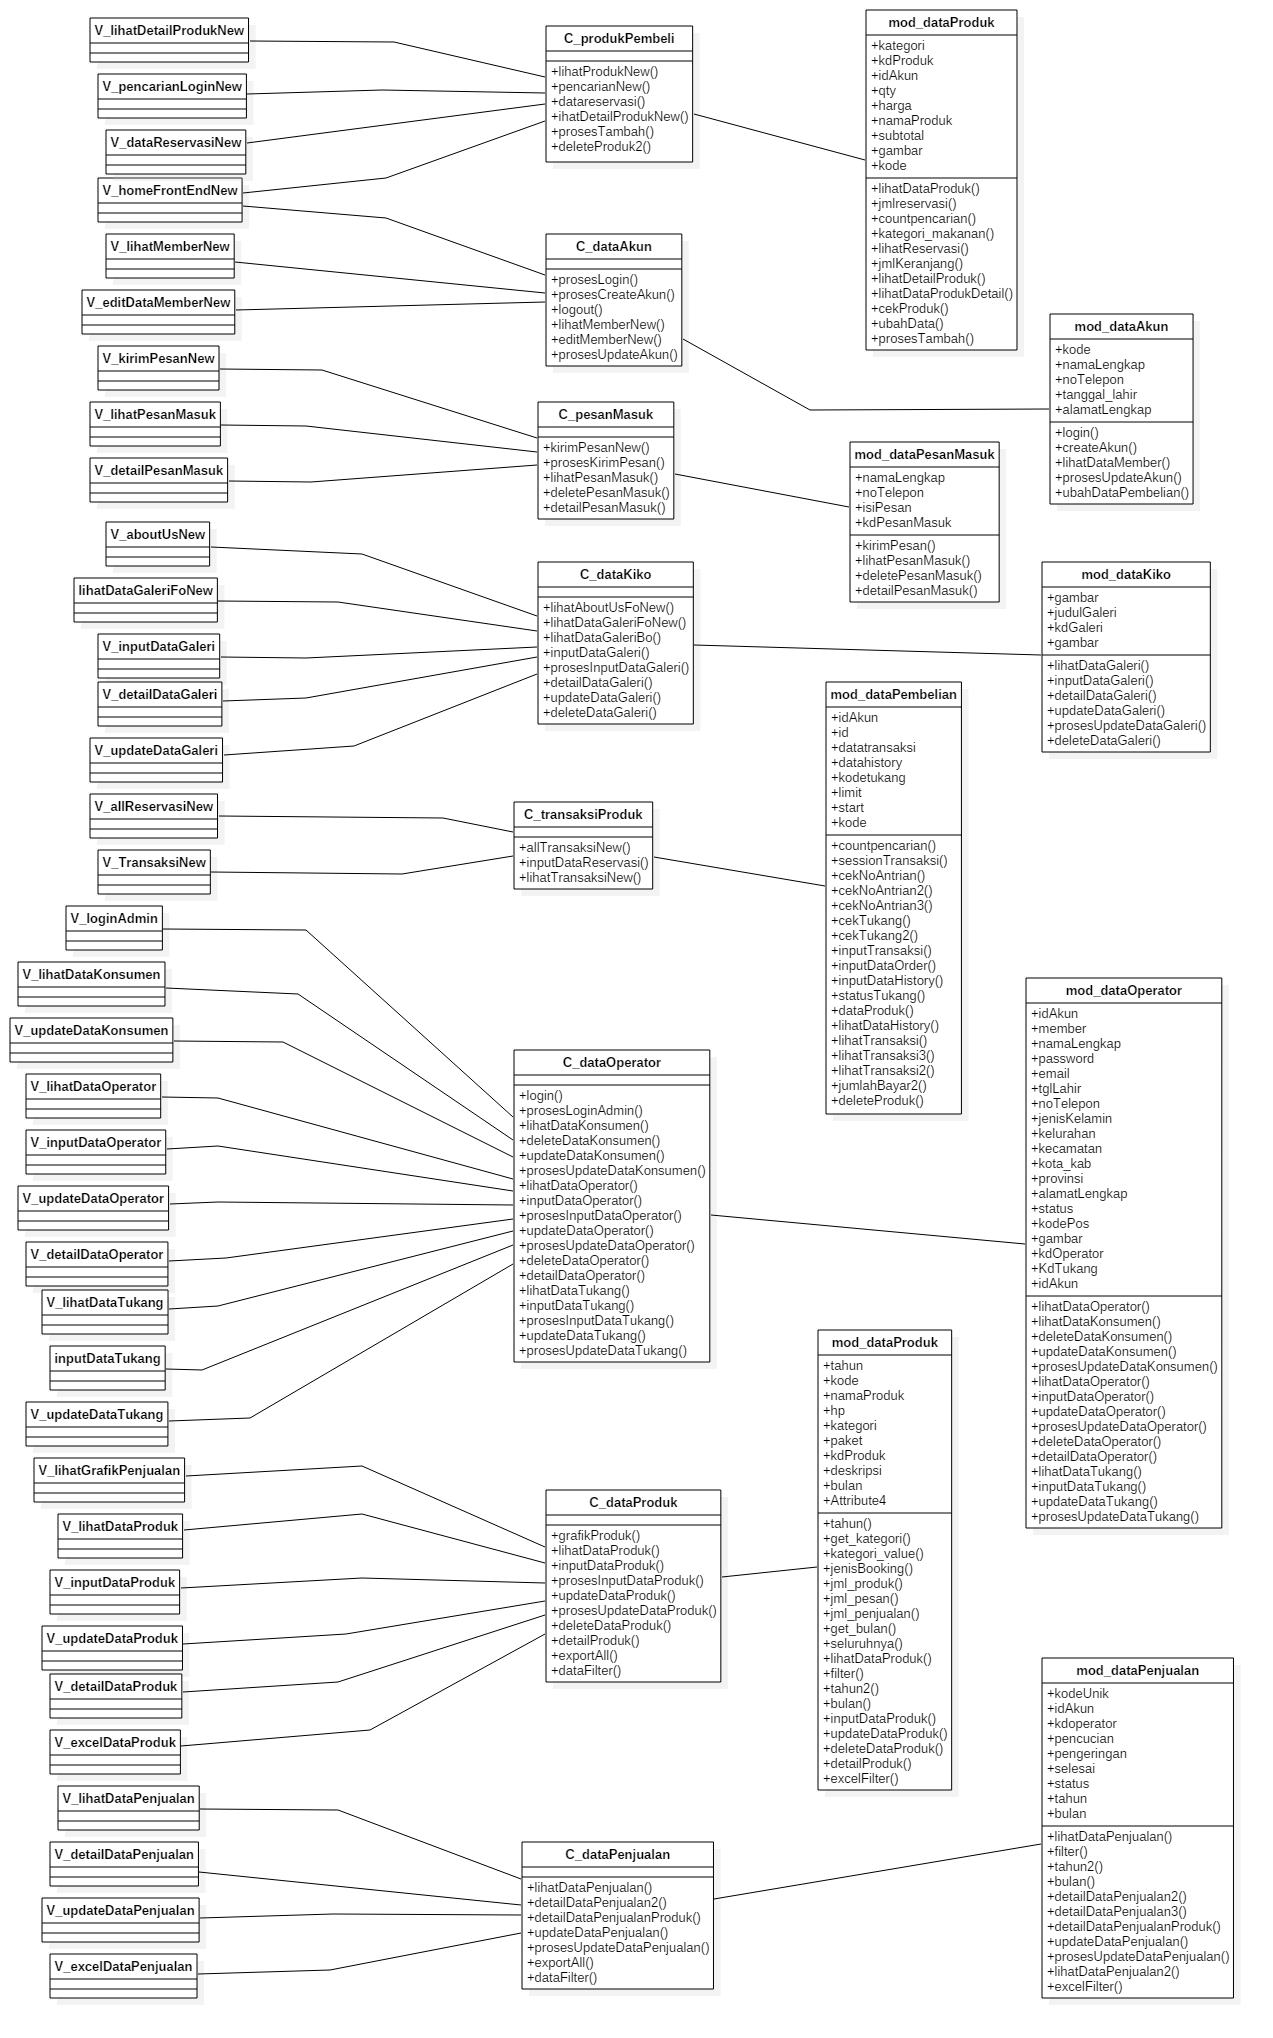 V_lihatDetailProdukNew
V_pencarianLoginNew
V_dataReservasiNew
V_homeFrontEndNew
V_lihatMemberNew
V_editDataMemberNew
V_kirimPesanNew
V_lihatPesanMasuk
V_detailPesanMasuk
V_aboutUsNew
lihatDataGaleriFoNew
V_inputDataGaleri
V_detailDataGaleri
V_updateDataGaleri
V_allReservasiNew
V_TransaksiNew
V_loginAdmin
V_lihatDataKonsumen
V_updateDataKonsumen
V_lihatDataOperator
V_inputDataOperator
V_updateDataOperator
V_detailDataOperator
V_lihatDataTukang
inputDataTukang
V_updateDataTukang
V_lihatGrafikPenjualan
V_lihatDataProduk
V_inputDataProduk
V_updateDataProduk
V_detailDataProduk
V_excelDataProduk
V_lihatDataPenjualan
V_detailDataPenjualan
V_updateDataPenjualan
V_excelDataPenjualan
C_produkPembeli
+lihatProdukNew()
+pencarianNew()
+datareservasi()
+ihatDetailProdukNew()
+prosesTambah()
+deleteProduk2()
C_dataAkun
+prosesLogin()
+prosesCreateAkun()
+logout()
+lihatMemberNew()
+editMemberNew()
+prosesUpdateAkun()
C_pesanMasuk
+kirimPesanNew()
+prosesKirimPesan()
+lihatPesanMasuk()
+deletePesanMasuk()
+detailPesanMasuk()
C_dataKiko
+lihatAboutUsFoNew()
+lihatDataGaleriFoNew()
+lihatDataGaleriBo()
+inputDataGaleri()
+prosesInputDataGaleri()
+detailDataGaleri()
+updateDataGaleri()
+deleteDataGaleri()
C_transaksiProduk
+allTransaksiNew()
+inputDataReservasi()
+lihatTransaksiNew()
C_dataOperator
+login()
+prosesLoginAdmin()
+lihatDataKonsumen()
+deleteDataKonsumen()
+updateDataKonsumen()
+prosesUpdateDataKonsumen()
+lihatDataOperator()
+inputDataOperator()
+prosesInputDataOperator()
+updateDataOperator()
+prosesUpdateDataOperator()
+deleteDataOperator()
+detailDataOperator()
+lihatDataTukang()
+inputDataTukang()
+prosesInputDataTukang()
+updateDataTukang()
+prosesUpdateDataTukang()
C_dataProduk
+grafikProduk()
+lihatDataProduk()
+inputDataProduk()
+prosesInputDataProduk()
+updateDataProduk()
+prosesUpdateDataProduk()
+deleteDataProduk()
+detailProduk()
+exportAll()
+dataFilter()
C_dataPenjualan
+lihatDataPenjualan()
+detailDataPenjualan2()
+detailDataPenjualanProduk()
+updateDataPenjualan()
+prosesUpdateDataPenjualan()
+exportAll()
+dataFilter()
mod_dataProduk
+kategori
+kdProduk
+idAkun
+qty
+harga
+namaProduk
+subtotal
+gambar
+kode
+lihatDataProduk()
+jmlreservasi()
+countpencarian()
+kategori_makanan()
+lihatReservasi()
+jmlKeranjang()
+lihatDetailProduk()
+lihatDataProdukDetail()
+cekProduk()
+ubahData()
+prosesTambah()
mod_dataAkun
+kode
+namaLengkap
+noTelepon
+tanggal_lahir
+alamatLengkap
+login()
+createAkun()
+lihatDataMember()
+prosesUpdateAkun()
+ubahDataPembelian()
mod_dataPesanMasuk
+namaLengkap
+noTelepon
+isiPesan
+kdPesanMasuk
+kirimPesan()
+lihatPesanMasuk()
+deletePesanMasuk()
+detailPesanMasuk()
mod_dataKiko
+gambar
+judulGaleri
+kdGaleri
+gambar
+lihatDataGaleri()
+inputDataGaleri()
+detailDataGaleri()
+updateDataGaleri()
+prosesUpdateDataGaleri()
+deleteDataGaleri()
mod_dataPembelian
+idAkun
+id
+datatransaksi
+datahistory
+kodetukang
+limit
+start
+kode
+countpencarian()
+sessionTransaksi()
+cekNoAntrian()
+cekNoAntrian2()
+cekNoAntrian3()
+cekTukang()
+cekTukang2()
+inputTransaksi()
+inputDataOrder()
+inputDataHistory()
+statusTukang()
+dataProduk()
+lihatDataHistory()
+lihatTransaksi()
+lihatTransaksi3()
+lihatTransaksi2()
+jumlahBayar2()
+deleteProduk()
mod_dataOperator
+idAkun
+member
+namaLengkap
+password
+email
+tglLahir
+noTelepon
+jenisKelamin
+kelurahan
+kecamatan
+kota_kab
+provinsi
+alamatLengkap
+status
+kodePos
+gambar
+kdOperator
+KdTukang
+idAkun
+lihatDataOperator()
+lihatDataKonsumen()
+deleteDataKonsumen()
+updateDataKonsumen()
+prosesUpdateDataKonsumen()
+lihatDataOperator()
+inputDataOperator()
+updateDataOperator()
+prosesUpdateDataOperator()
+deleteDataOperator()
+detailDataOperator()
+lihatDataTukang()
+inputDataTukang()
+updateDataTukang()
+prosesUpdateDataTukang()
mod_dataProduk
+tahun
+kode
+namaProduk
+hp
+kategori
+paket
+kdProduk
+deskripsi
+bulan
+Attribute4
+tahun()
+get_kategori()
+kategori_value()
+jenisBooking()
+jml_produk()
+jml_pesan()
+jml_penjualan()
+get_bulan()
+seluruhnya()
+lihatDataProduk()
+filter()
+tahun2()
+bulan()
+inputDataProduk()
+updateDataProduk()
+deleteDataProduk()
+detailProduk()
+excelFilter()
mod_dataPenjualan
+kodeUnik
+idAkun
+kdoperator
+pencucian
+pengeringan
+selesai
+status
+tahun
+bulan
+lihatDataPenjualan()
+filter()
+tahun2()
+bulan()
+detailDataPenjualan2()
+detailDataPenjualan3()
+detailDataPenjualanProduk()
+updateDataPenjualan()
+prosesUpdateDataPenjualan()
+lihatDataPenjualan2()
+excelFilter()